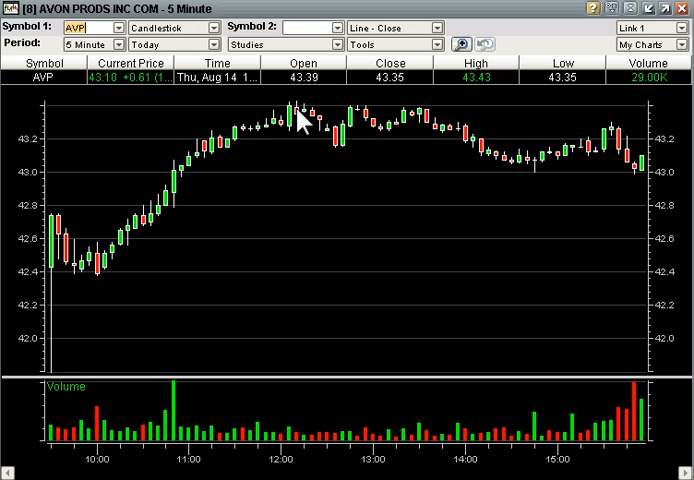 [8] AVON PRODS INC COM - 5 Minute
Symbol 1: AVP Candlestick Symbol 2: Line - Close Link 1
Period: 5 Minute Today Studies Tools My Charts
Symbol Current Price Time Open Close High Low Volume
AVP 43.10 +0.61 (1... Thu, Aug 14 1... 43.39 43.35 43.43 43.35 29.00K
43.2 43.2
43.0 43.0
42.8 42.8
42.6 42.6
42.4 42.4
42.2 42.2
42.0 42.0
Volume
10:00 11:00 12:00 13:00 14:00 15:00